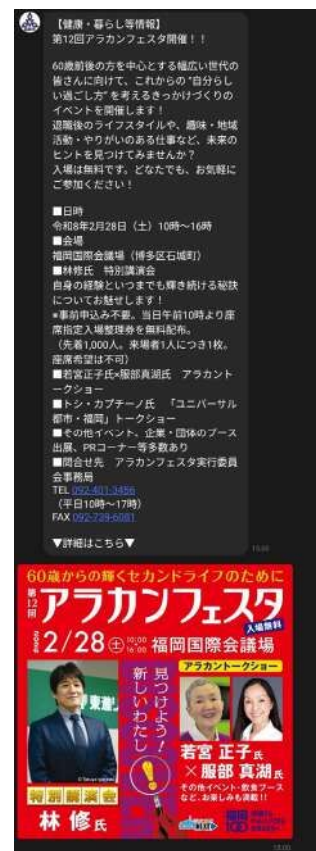 【健康・暮らし等情報】
第12回アラカンフェスタ開催！！
60歳前後の方を中心とする幅広い世代の
皆さんに向けて、これからの“自分らし
い過ごし方”を考えるきっかけづくりの
イベントを開催します！
退職後のライフスタイルや、趣味・地域
活動・やりがいのある仕事など、未来の
ヒントを見つけてみませんか？
入場は無料です。どなたでも、お気軽に
ご参加ください！
■日時
令和8年2月28日（土）10時～16時
■会場
福岡国際会議場（博多区石城町）
■林修氏　特別講演会
自身の経験といつまでも輝き続ける秘訣
についてお魅せします！
*事前申込み不要。当日午前10時より座
席指定入場整理券を無料配布。
（先着1,000人。来場者1人につき1枚。
座席希望は不可）
■若宮正子氏×服部真湖氏　アラカント
ークショー
■トシ・カプチーノ氏　「ユニバーサル
都市・福岡」トークショー
■その他イベント、企業・団体のブース
出展、PRコーナー等多数あり
■問合せ先　アラカンフェスタ実行委員
会事務局
TEL 092-401-3456
（平日10時～17時）
FAX 092-739-6081
▼詳細はこちら▼
15:00
60歳からの輝くセカンドライフのために
第12回
アラカンフェスタ
入場無料
2026
2/28 土 10:00 16:00 福岡国際会議場
東進
特別講演会
林 修氏
見つけよう！
新しいわたし
アラカントークショー
若宮 正子氏
×服部 真湖氏
その他イベント・飲食ブース
など、お楽しみ満載!!
福岡
100
15:00